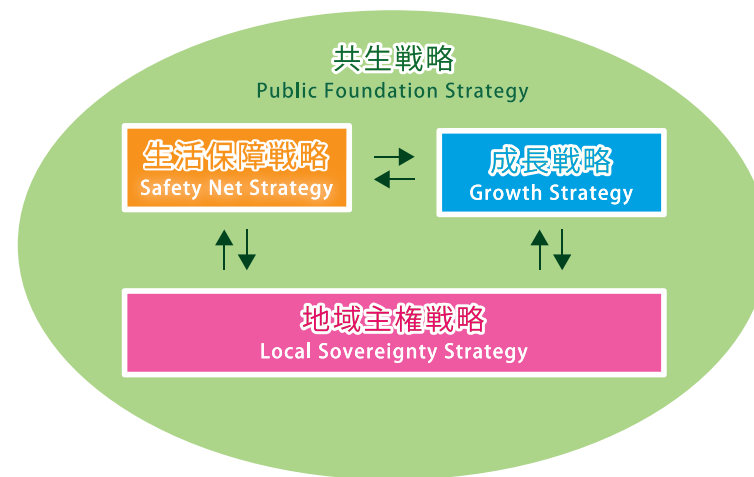 共生戦略
Public Foundation Strategy
生活保障戦略
Safety Net Strategy
成長戦略
Growth Strategy
地域主権戦略
Local Sovereignty Strategy